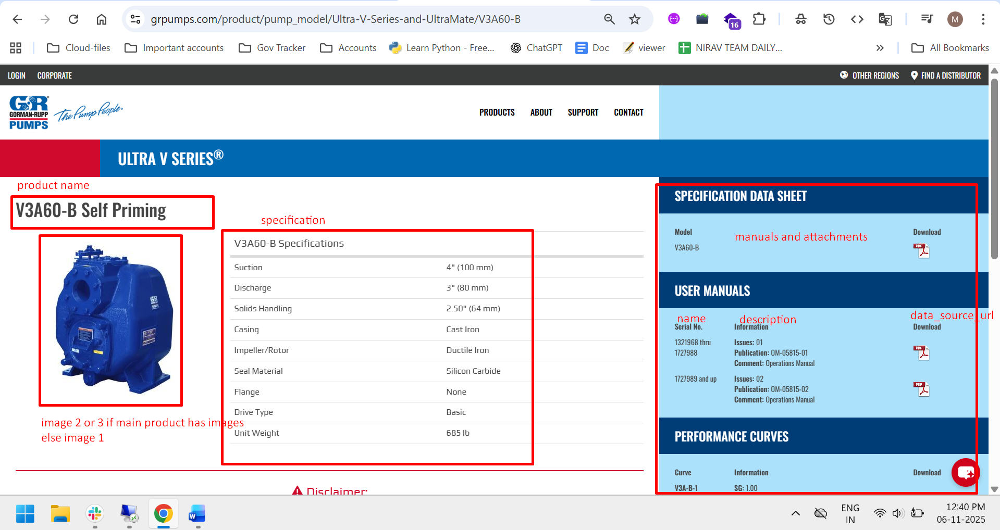 grpumps.com/product/pump_model/Ultra-V-Series-and-UltraMate/V3A60-B
16
M
Cloud-files
Important accounts
Gov Tracker
Accounts
Learn Python - Free...
ChatGPT
Doc
viewer
NIRAV TEAM DAILY...
»
All Bookmarks
LOGIN
CORPORATE
OTHER REGIONS
FIND A DISTRIBUTOR
GR®
GORMAN-RUPP
PUMPS
The Pump People®
PRODUCTS
ABOUT
SUPPORT
CONTACT
ULTRA V SERIES®
product name
V3A60-B Self Priming
image 2 or 3 if main product has images
else image 1
specification
V3A60-B Specifications
Suction 4" (100 mm)
Discharge 3" (80 mm)
Solids Handling 2.50" (64 mm)
Casing Cast Iron
Impeller/Rotor Ductile Iron
Seal Material Silicon Carbide
Flange None
Drive Type Basic
Unit Weight 685 lb
Disclaimer:
SPECIFICATION DATA SHEET
Model Download
manuals and attachments
V3A60-B PDF
USER MANUALS
name description data_source_url
Serial No. Information Download
1321968 thru
1727988
Issues: 01
Publication: OM-05815-01
Comment: Operations Manual
PDF
1727989 and up
Issues: 02
Publication: OM-05815-02
Comment: Operations Manual
PDF
PERFORMANCE CURVES
Curve Information Download
V3A-B-1 SG: 1.00
ENG
IN
12:40 PM
06-11-2025